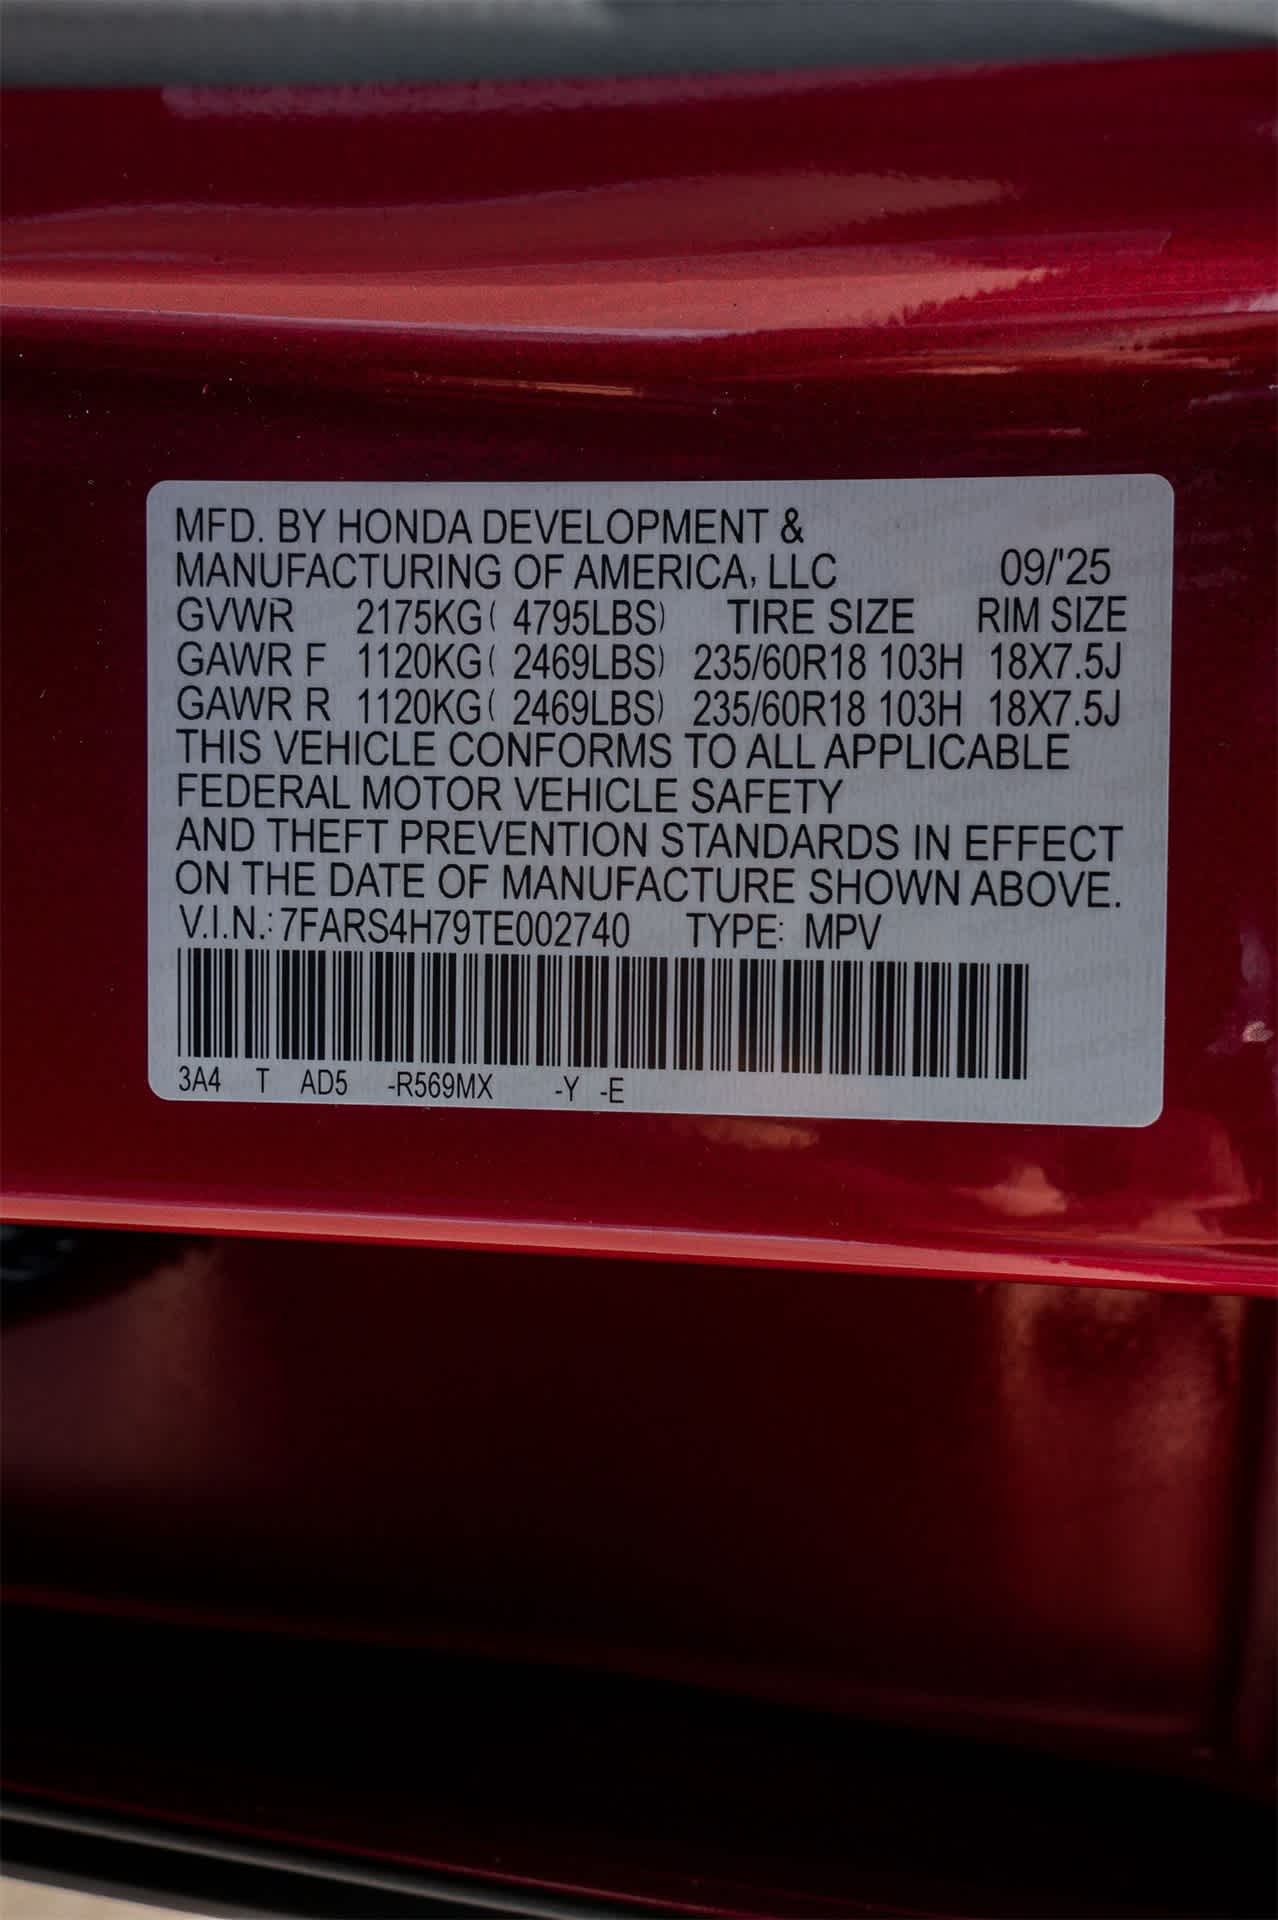 MFD. BY HONDA DEVELOPMENT &
MANUFACTURING OF AMERICA, LLC 09/'25
GVWR 2175KG( 4795LBS) TIRE SIZE RIM SIZE
GAWR F 1120KG( 2469LBS) 235/60R18 103H 18X7.5J
GAWR R 1120KG( 2469LBS) 235/60R18 103H 18X7.5J
THIS VEHICLE CONFORMS TO ALL APPLICABLE
FEDERAL MOTOR VEHICLE SAFETY
AND THEFT PREVENTION STANDARDS IN EFFECT
ON THE DATE OF MANUFACTURE SHOWN ABOVE.
V.I.N.: 7FARS4H79TE002740 TYPE: MPV
3A4 T AD5 -R569MX -Y -E